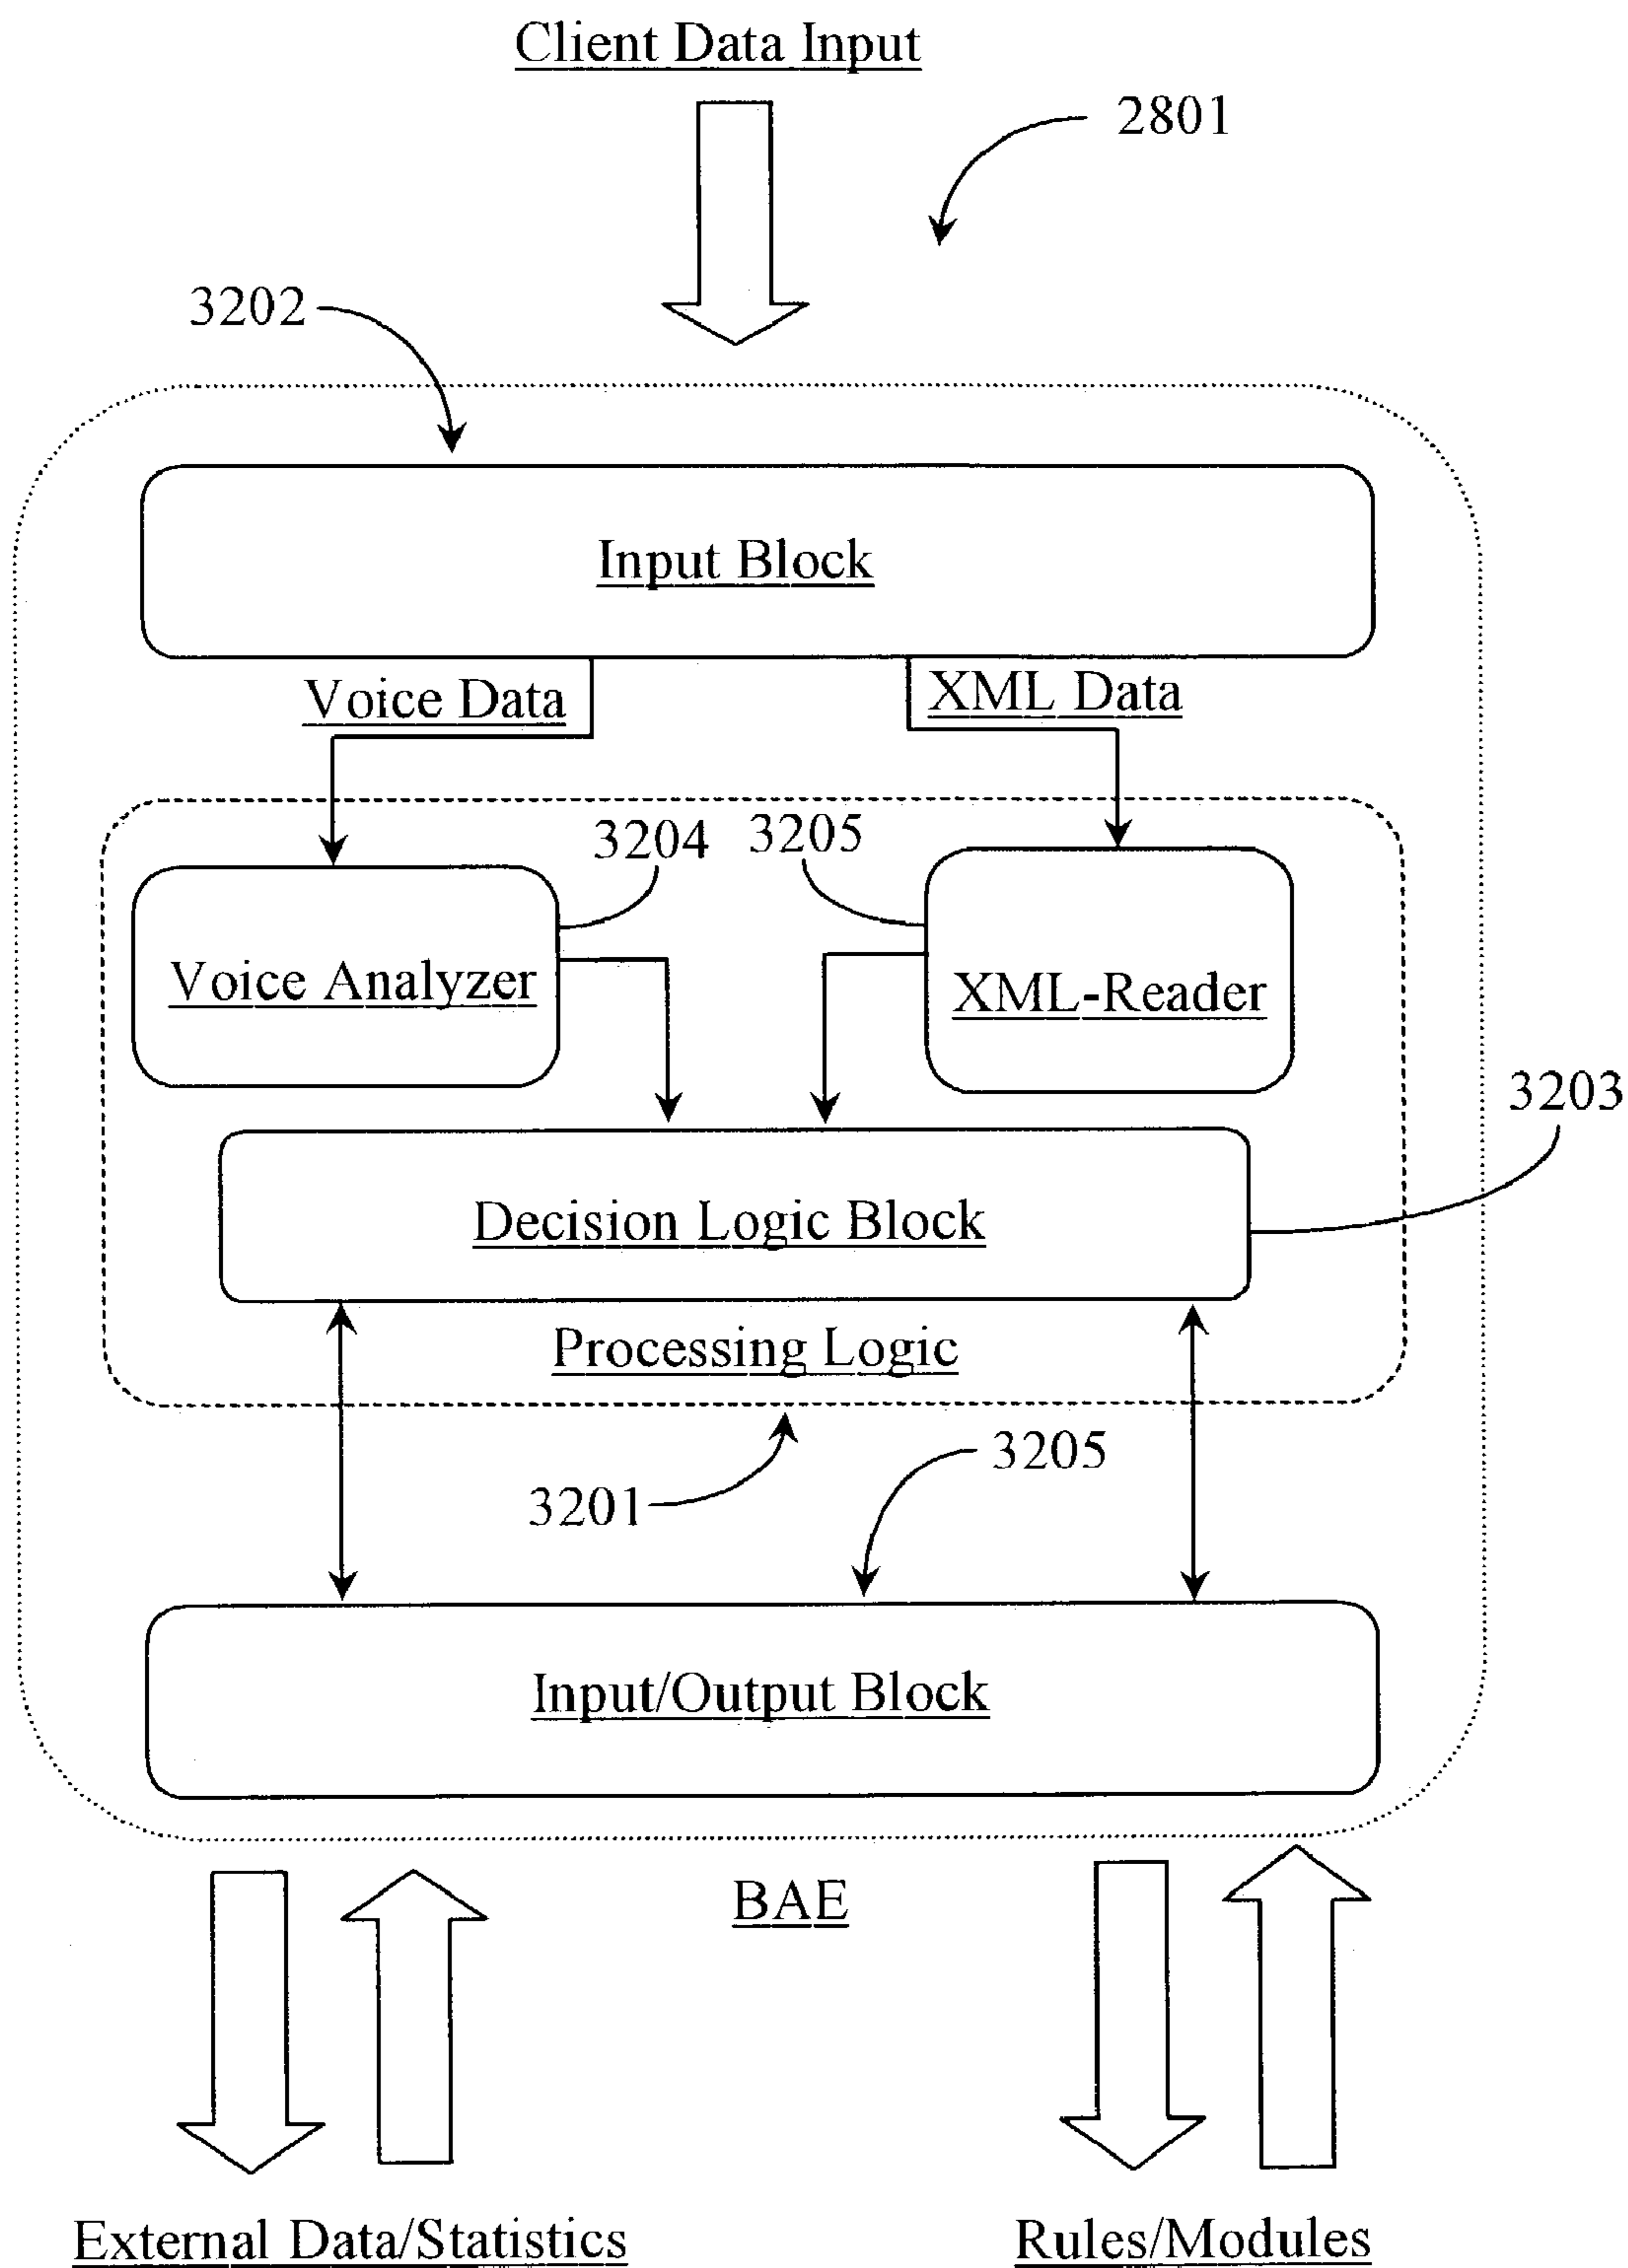 Client Data Input
2801
3202
Input Block
Voice Data
XML Data
3204
3205
Voice Analyzer
XML-Reader
3203
Decision Logic Block
Processing Logic
3205
3201
Input/Output Block
BAE
External Data/Statistics
Rules/Modules